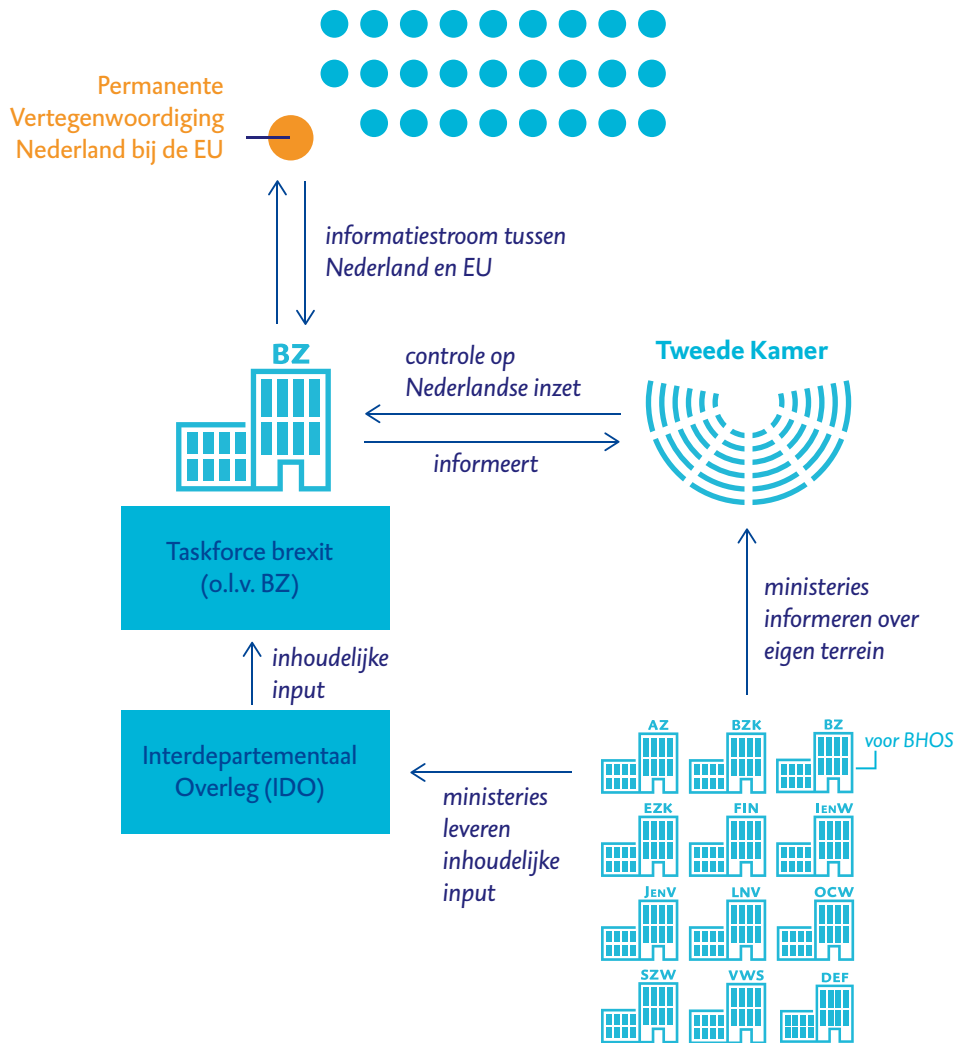 Permanente
Vertegenwoordiging
Nederland bij de EU
informatiestroom tussen
Nederland en EU
BZ
controle op
Nederlandse inzet
informeert
Tweede Kamer
Taskforce brexit
(o.l.v. BZ)
ministeries
informeren over
eigen terrein
inhoudelijke
input
Interdepartementaal
Overleg (IDO)
ministeries
leveren
inhoudelijke
input
AZ BZK BZ
voor BHOS
EZK FIN IENW
JENV LNV OCW
SZW VWS DEF